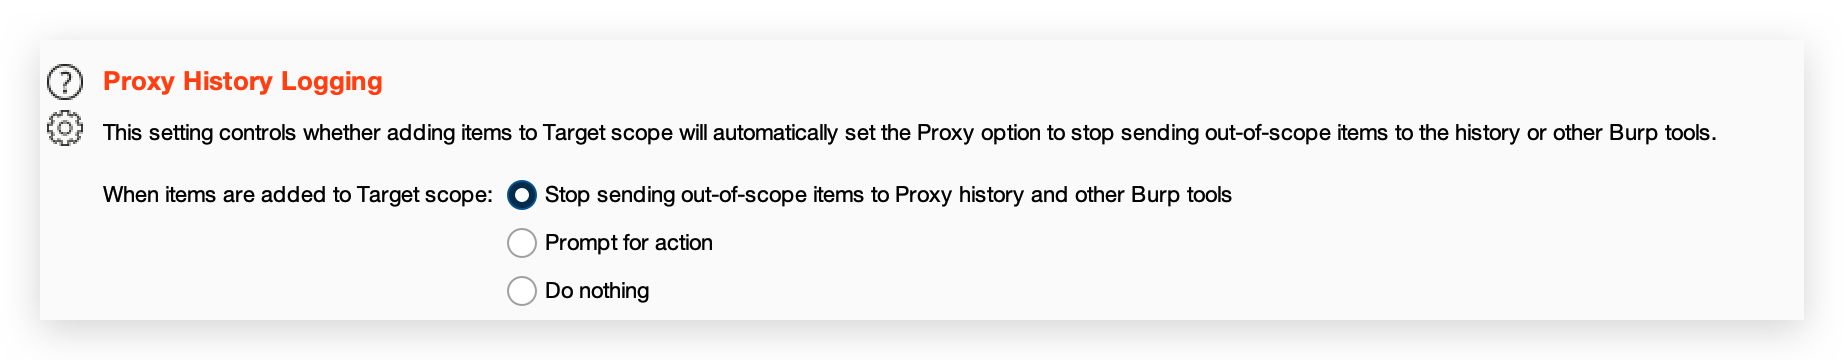 Proxy History Logging
This setting controls whether adding items to Target scope will automatically set the Proxy option to stop sending out-of-scope items to the history or other Burp tools.
When items are added to Target scope: Stop sending out-of-scope items to Proxy history and other Burp tools
Prompt for action
Do nothing